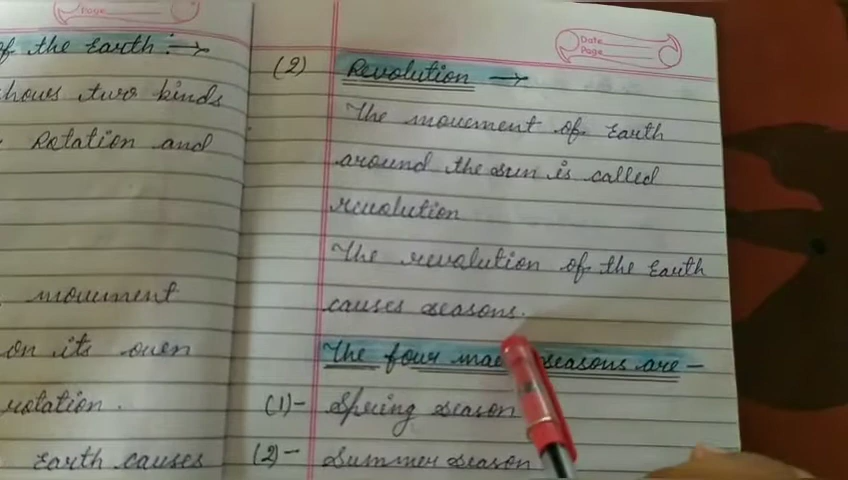 Page
of the Earth :→
shows two kinds
Rotation and
movement
on its own
rotation.
Earth causes
Date
Page
(2) Revolution →
The movement of Earth
around the sun is called
revolution
The revolution of the Earth
causes seasons.
The four seasons are -
(1)- Spring season
(2)- Summer season